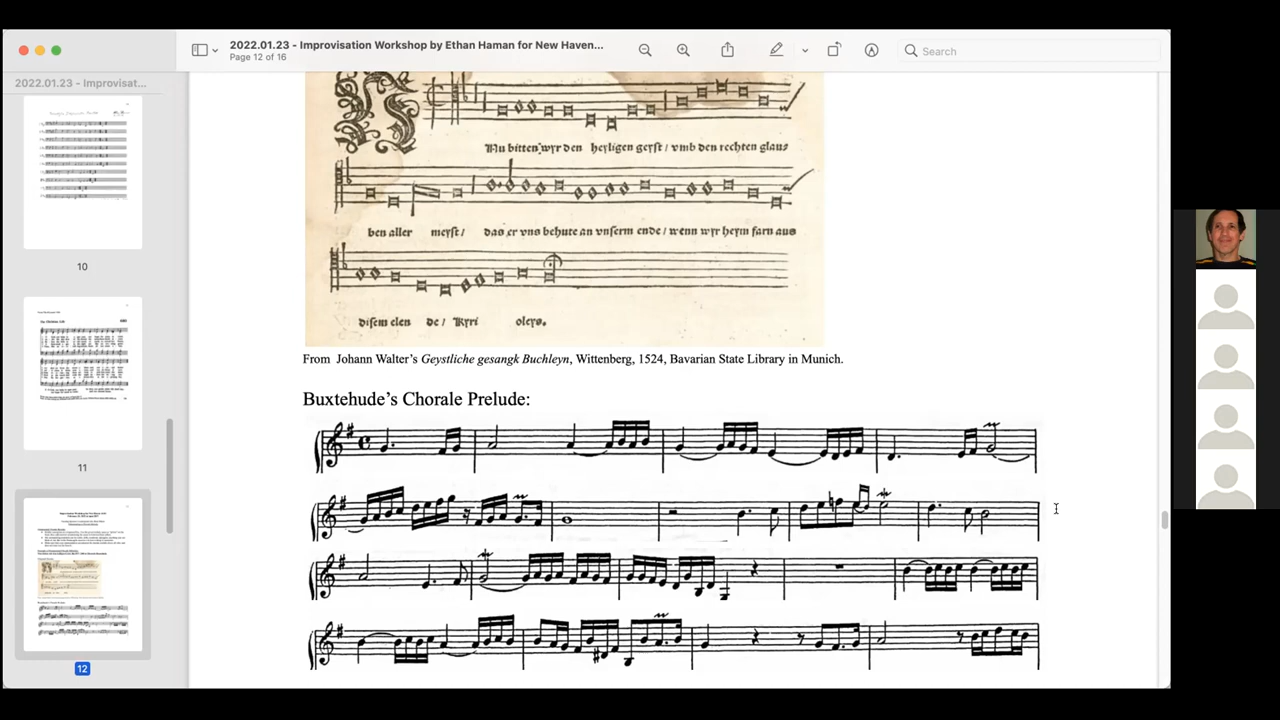 2022.01.23 - Improvisation Workshop by Ethan Haman for New Haven...
Page 12 of 16
Search
2022.01.23 - Improvisat...
10
11
12
Nu bitten wyr den heyligen geyst / vmb den rechten glau⸗
ben aller meyst / das er vns behute an vnserm ende / wenn wyr heym farn aus
disem elen de / Kyri oleys.
From Johann Walter’s Geystliche gesangk Buchleyn, Wittenberg, 1524, Bavarian State Library in Munich.
Buxtehude’s Chorale Prelude: